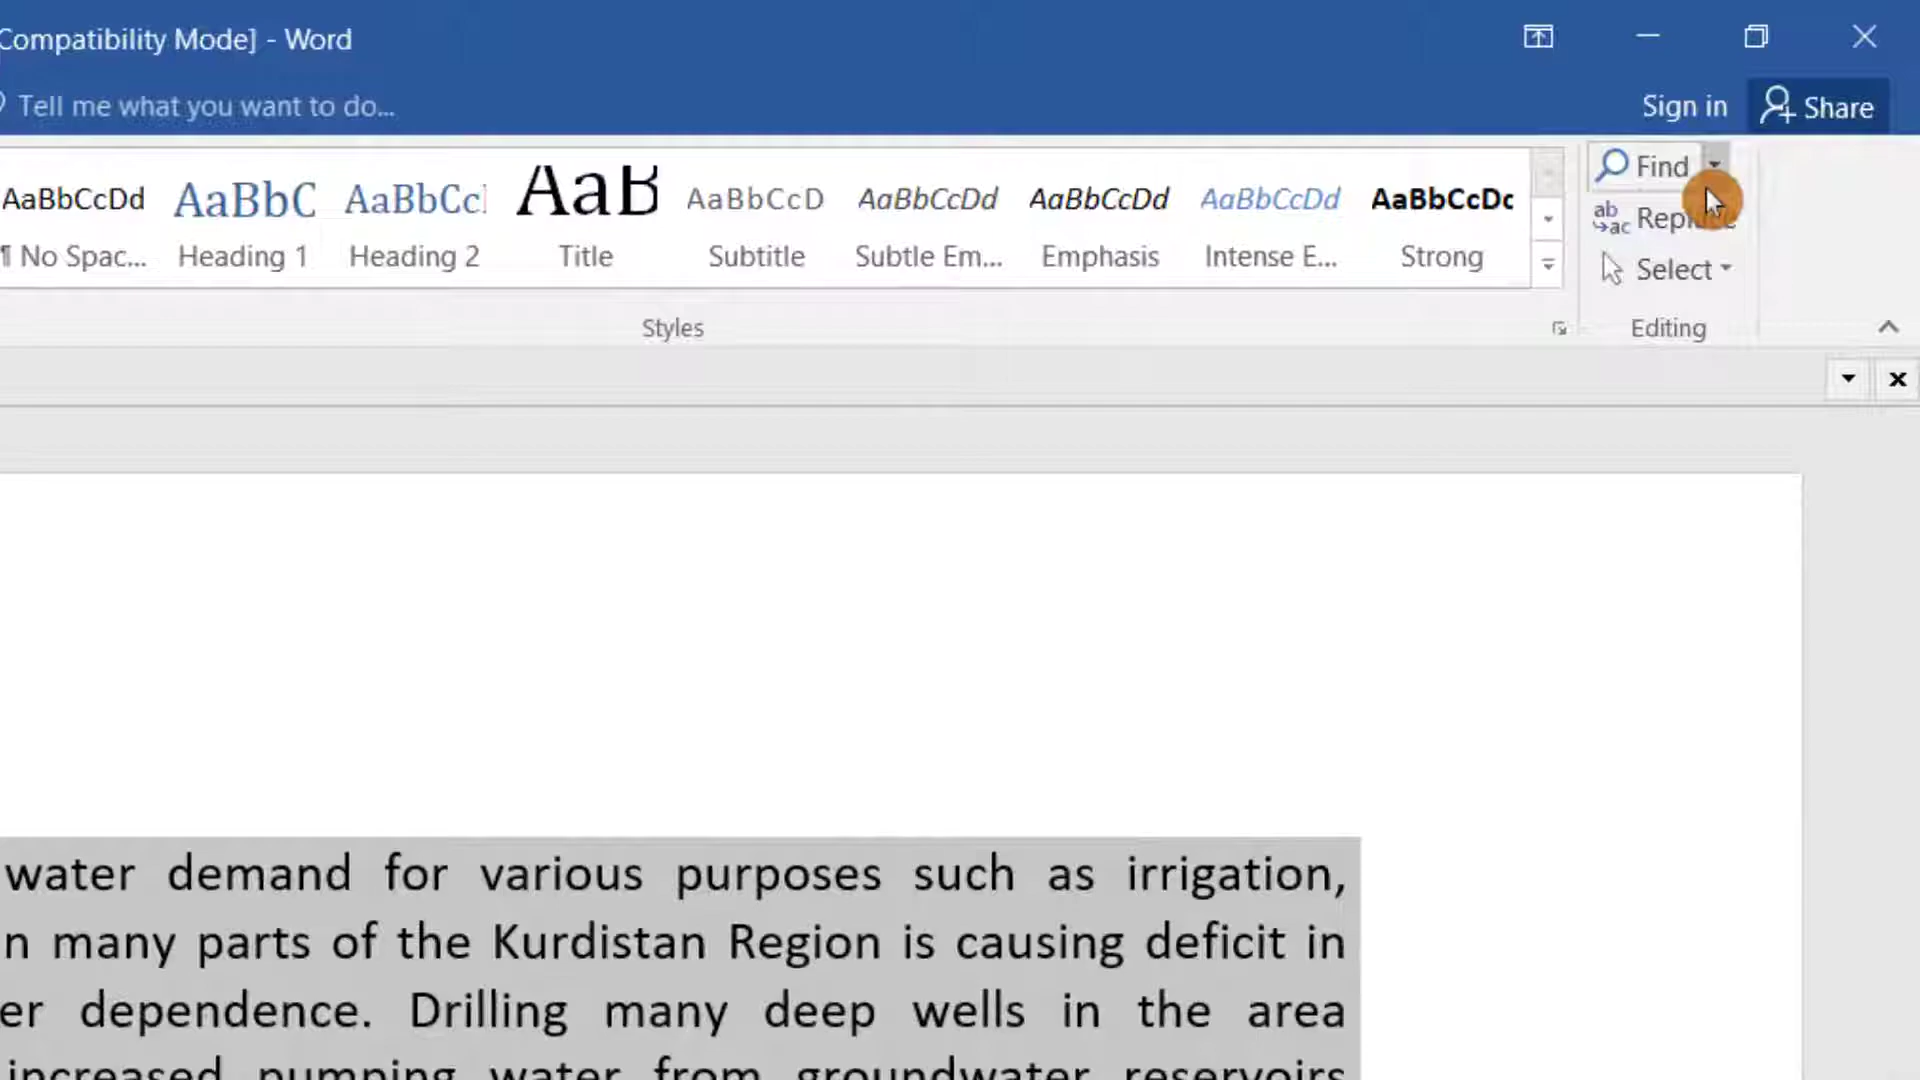 Compatibility Mode] - Word
Tell me what you want to do...
Sign in
Share
AaBbCcDd AaBbC AaBbCc AaB AaBbCcD AaBbCcDd AaBbCcDd AaBbCcDd AaBbCcDc
¶ No Spac... Heading 1 Heading 2 Title Subtitle Subtle Em... Emphasis Intense E... Strong
Styles
Find
ab
ac
Select
Editing
water demand for various purposes such as irrigation,
n many parts of the Kurdistan Region is causing deficit in
er dependence. Drilling many deep wells in the area
increased pumping water from groundwater reservoirs